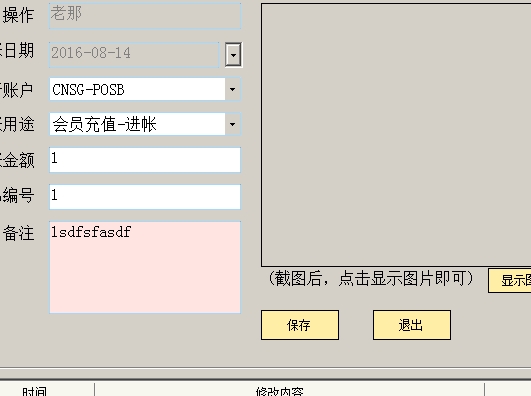 操作 老那
日期 2016-08-14
账户 CNSG-POSB
用途 会员充值-进帐
金额 1
编号 1
备注 lsdfsfasdf
(截图后，点击显示图片即可) 显示
保存 退出
时间 修改内容